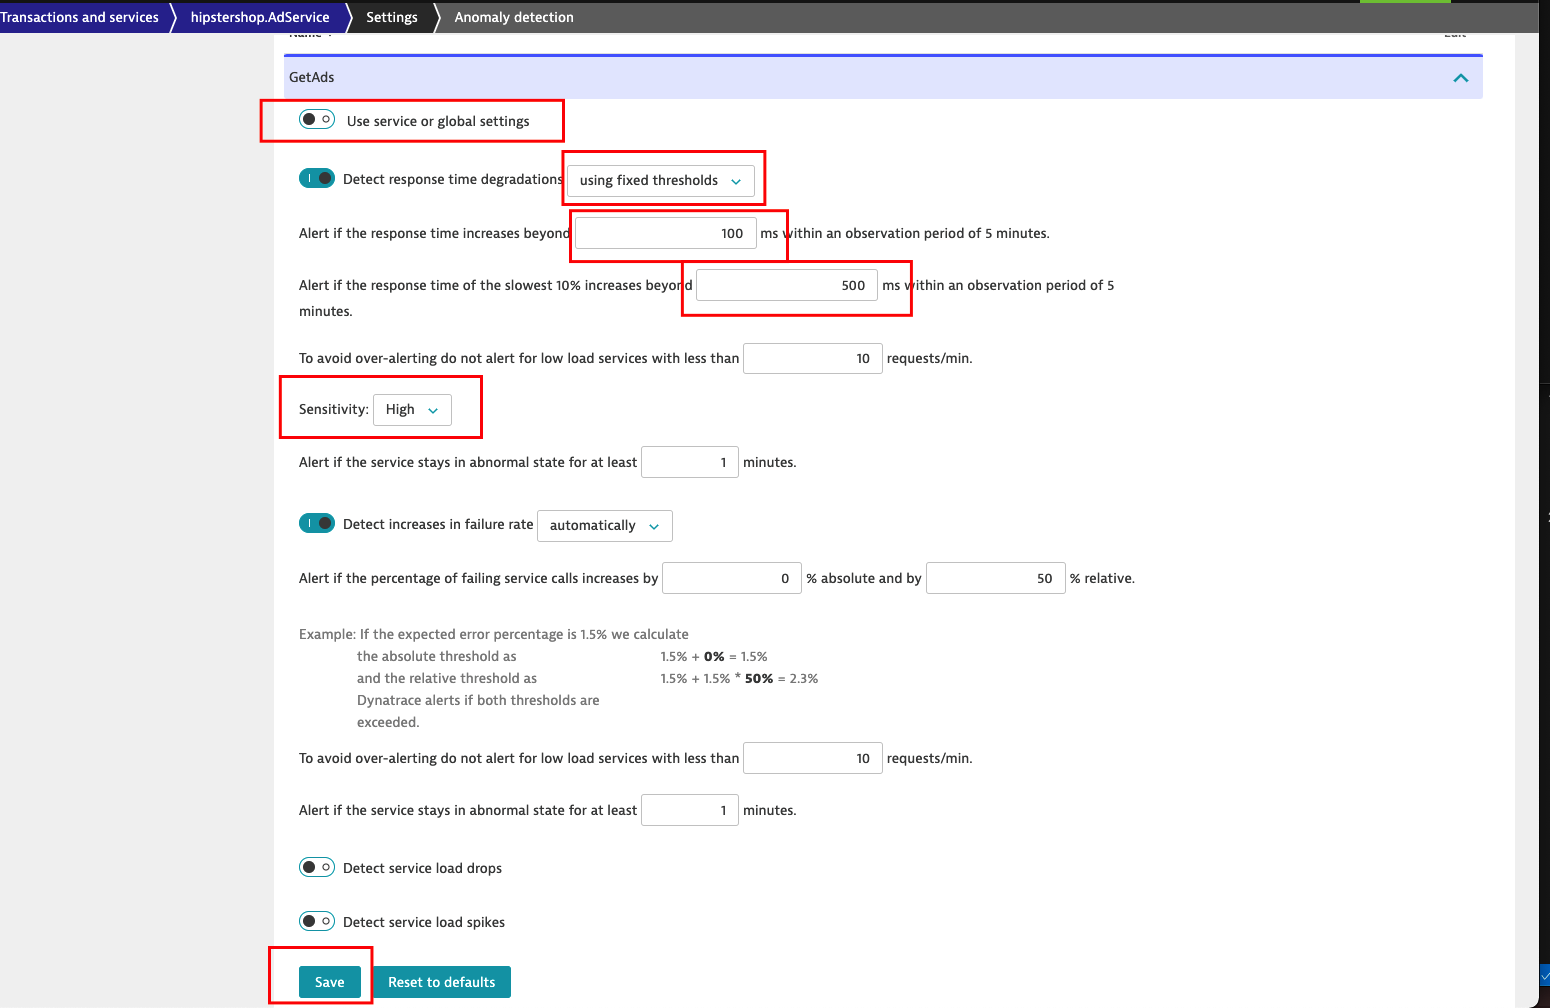 Transactions and services hipstershop.AdService Settings Anomaly detection
Name Edit
GetAds
Use service or global settings
Detect response time degradations using fixed thresholds
Alert if the response time increases beyond 100 ms within an observation period of 5 minutes.
Alert if the response time of the slowest 10% increases beyond 500 ms within an observation period of 5
minutes.
To avoid over-alerting do not alert for low load services with less than 10 requests/min.
Sensitivity: High
Alert if the service stays in abnormal state for at least 1 minutes.
Detect increases in failure rate automatically
Alert if the percentage of failing service calls increases by 0 % absolute and by 50 % relative.
Example: If the expected error percentage is 1.5% we calculate
the absolute threshold as 1.5% + 0% = 1.5%
and the relative threshold as 1.5% + 1.5% * 50% = 2.3%
Dynatrace alerts if both thresholds are
exceeded.
To avoid over-alerting do not alert for low load services with less than 10 requests/min.
Alert if the service stays in abnormal state for at least 1 minutes.
Detect service load drops
Detect service load spikes
Save Reset to defaults